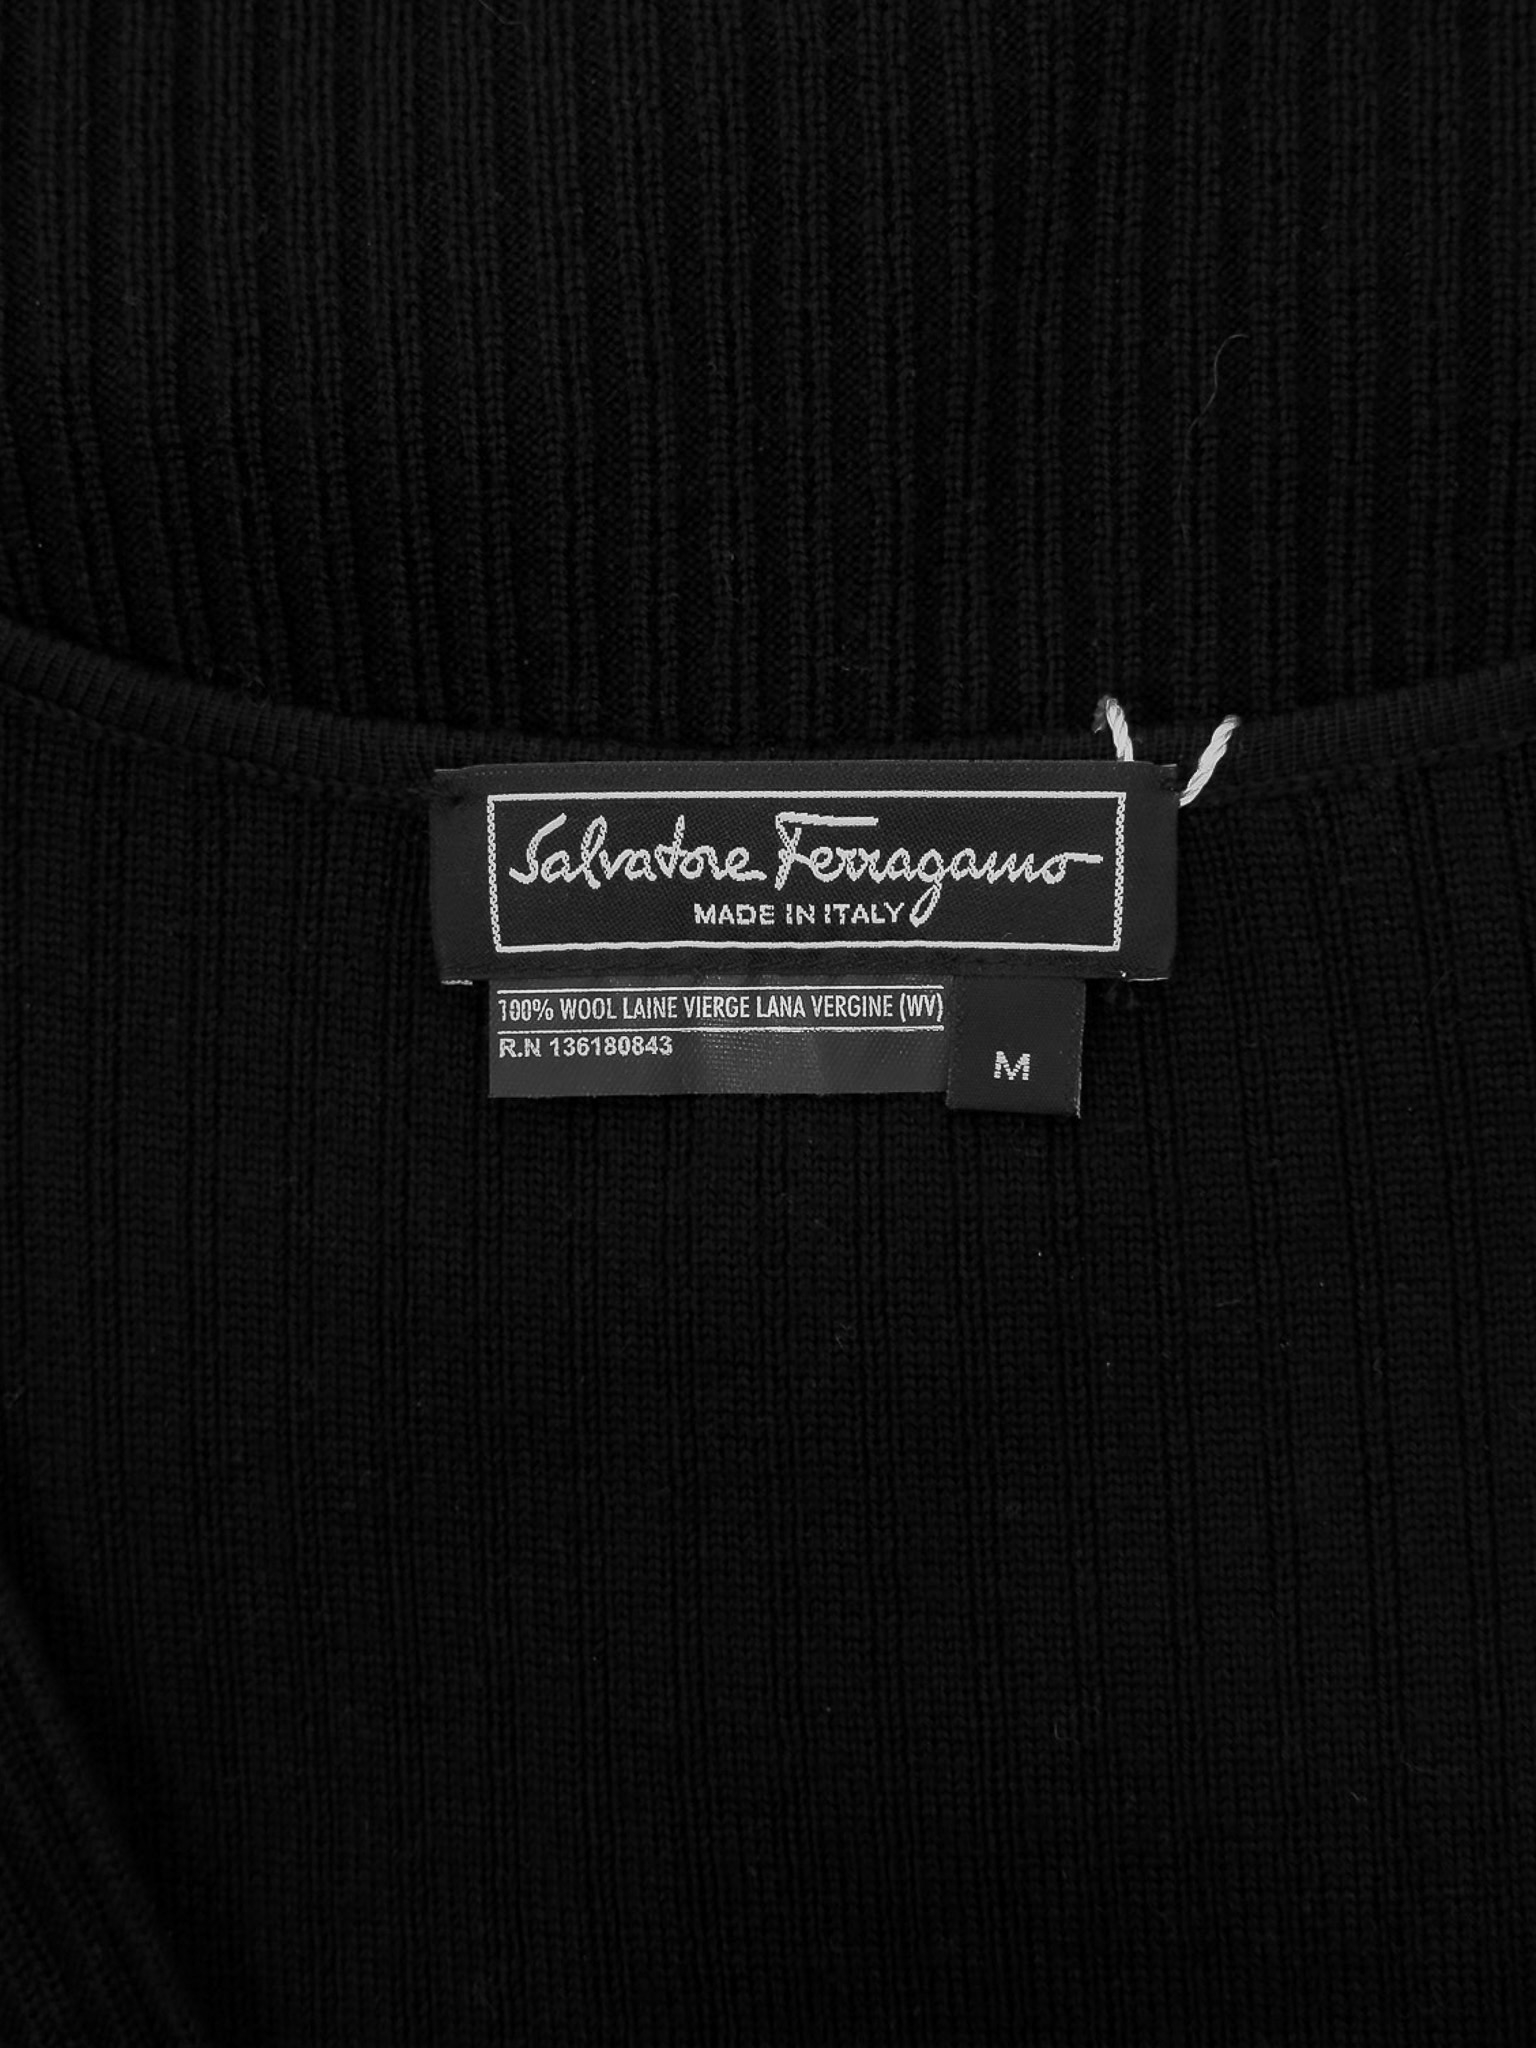 Salvatore Ferragamo
MADE IN ITALY
100% WOOL LAINE VIERGE LANA VERGINE (WV)
R.N 136180843
M